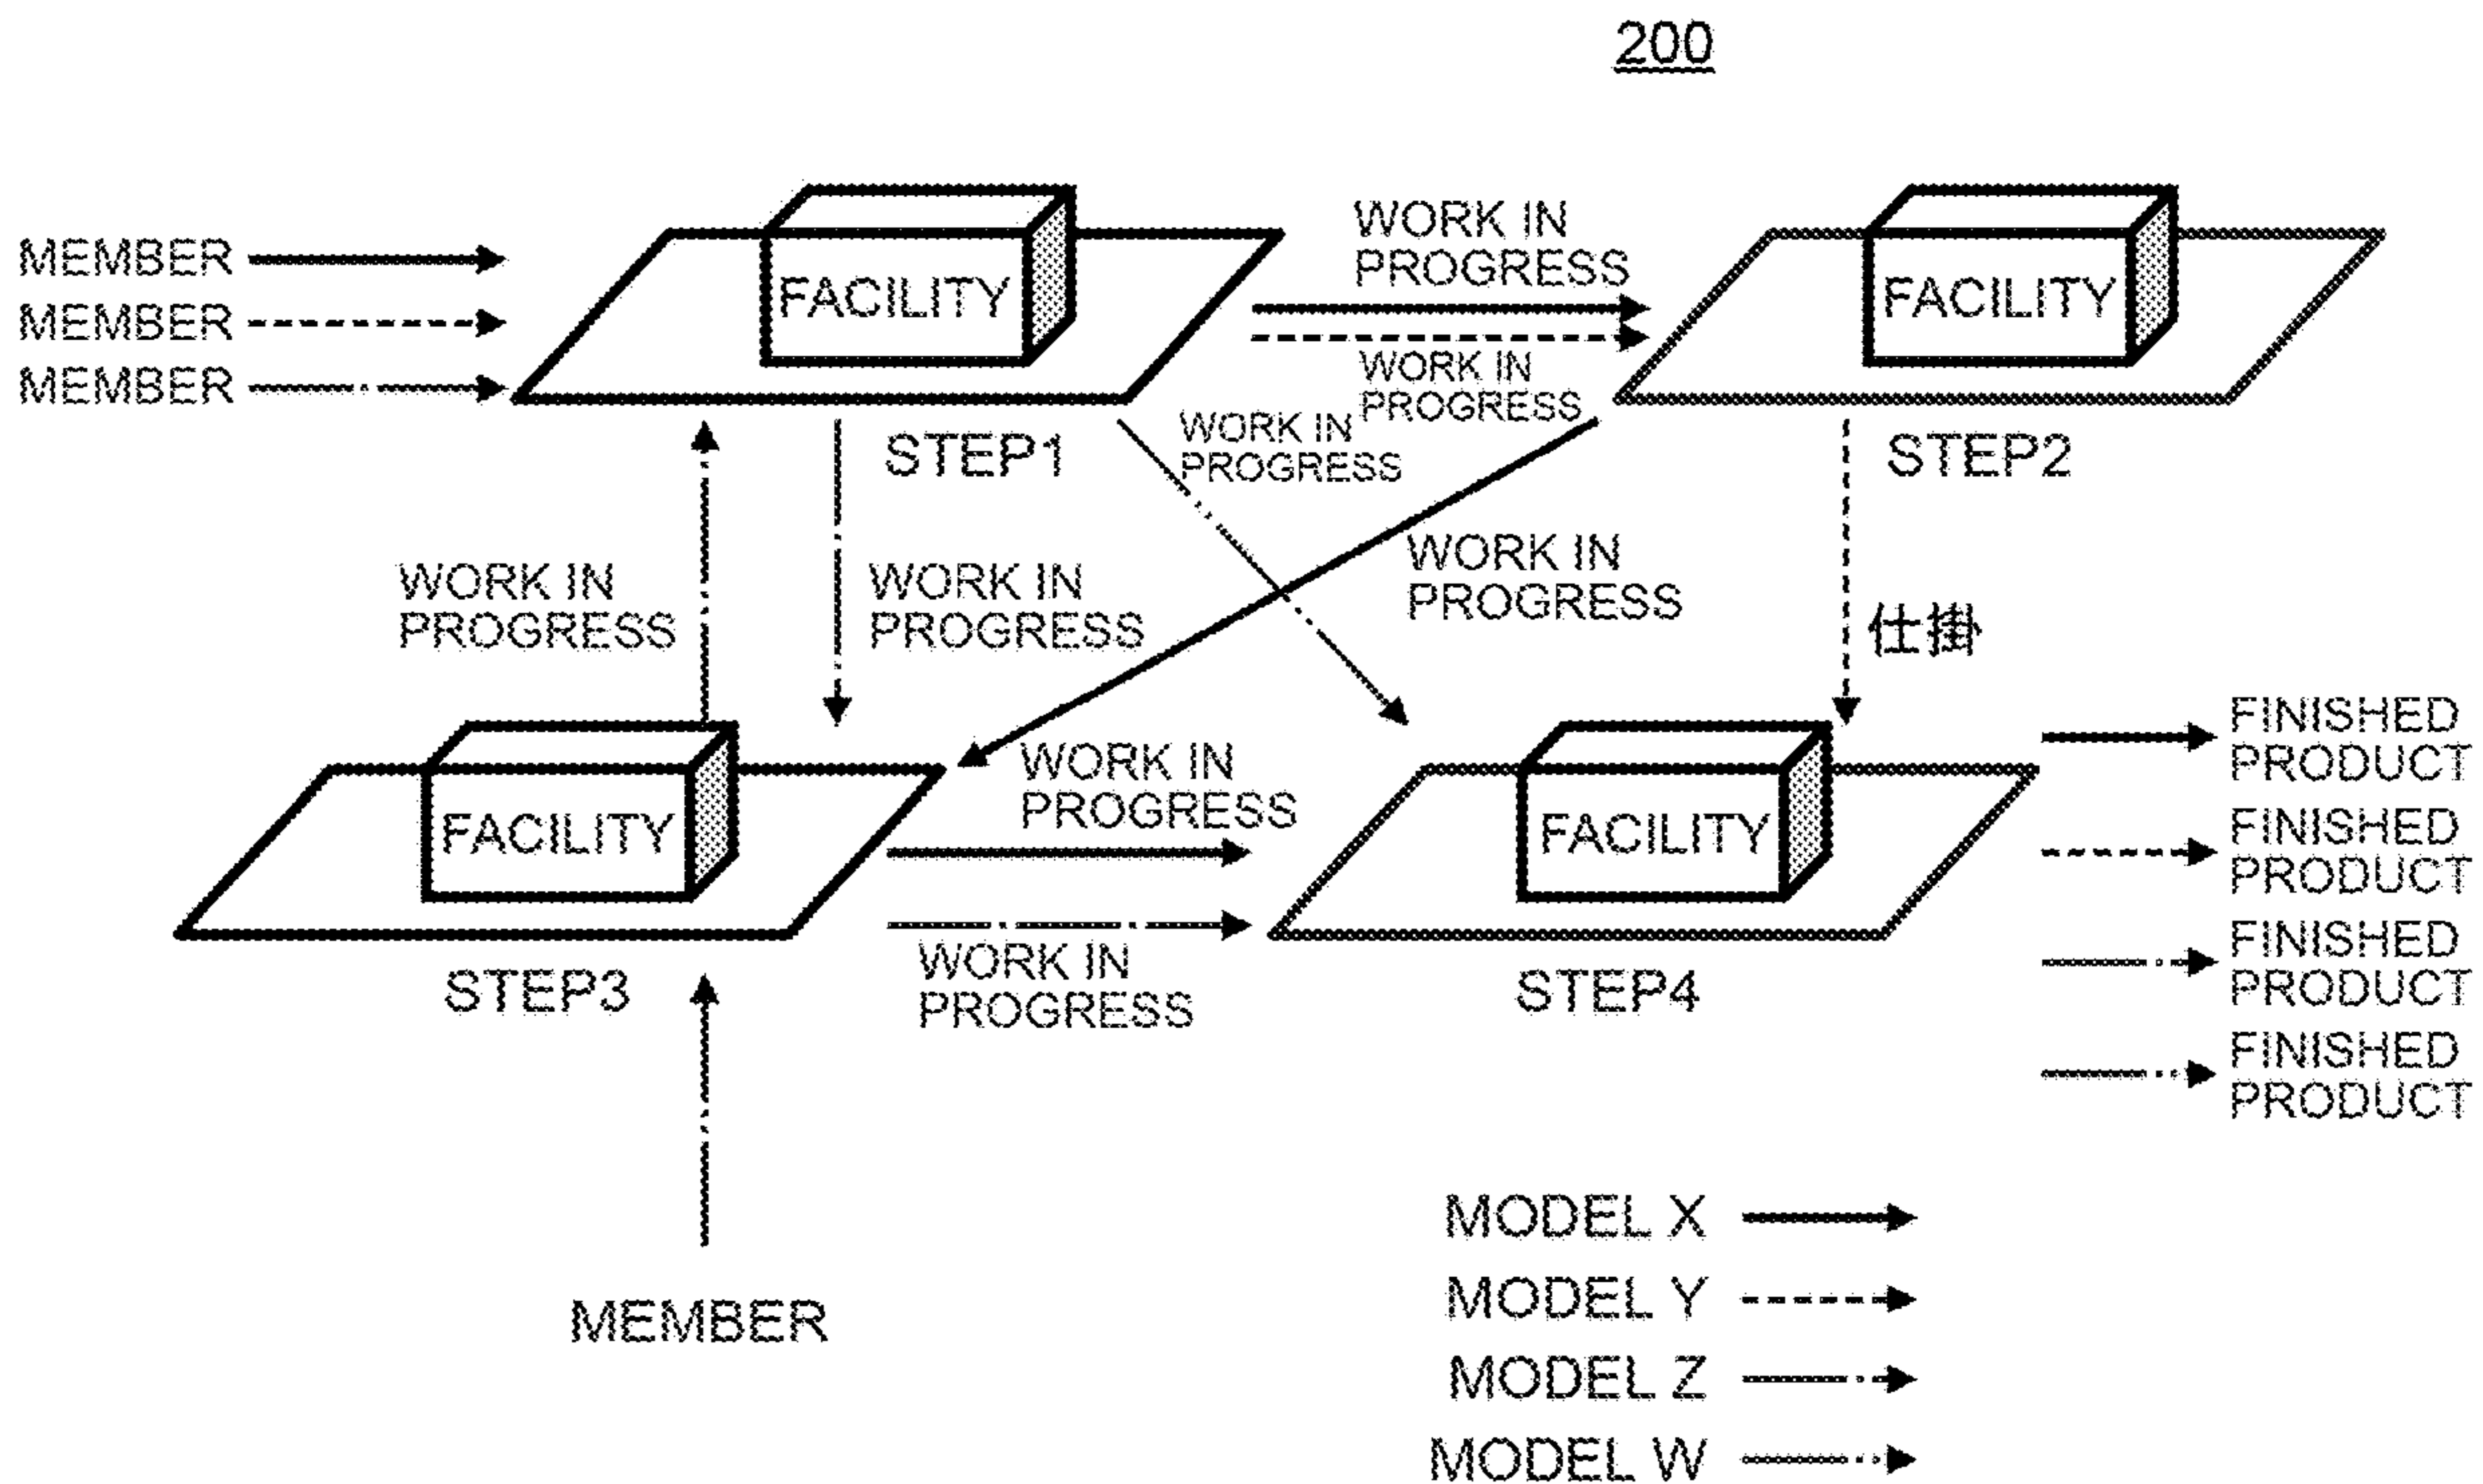 200
MEMBER
MEMBER
MEMBER
FACILITY
WORK IN
PROGRESS
WORK IN
PROGRESS
FACILITY
STEP1
WORK IN
PROGRESS
STEP2
WORK IN
PROGRESS
WORK IN
PROGRESS
WORK IN
PROGRESS
仕掛
FACILITY
STEP3
WORK IN
PROGRESS
WORK IN
PROGRESS
FACILITY
STEP4
FINISHED
PRODUCT
FINISHED
PRODUCT
FINISHED
PRODUCT
FINISHED
PRODUCT
MEMBER
MODEL X
MODEL Y
MODEL Z
MODEL W